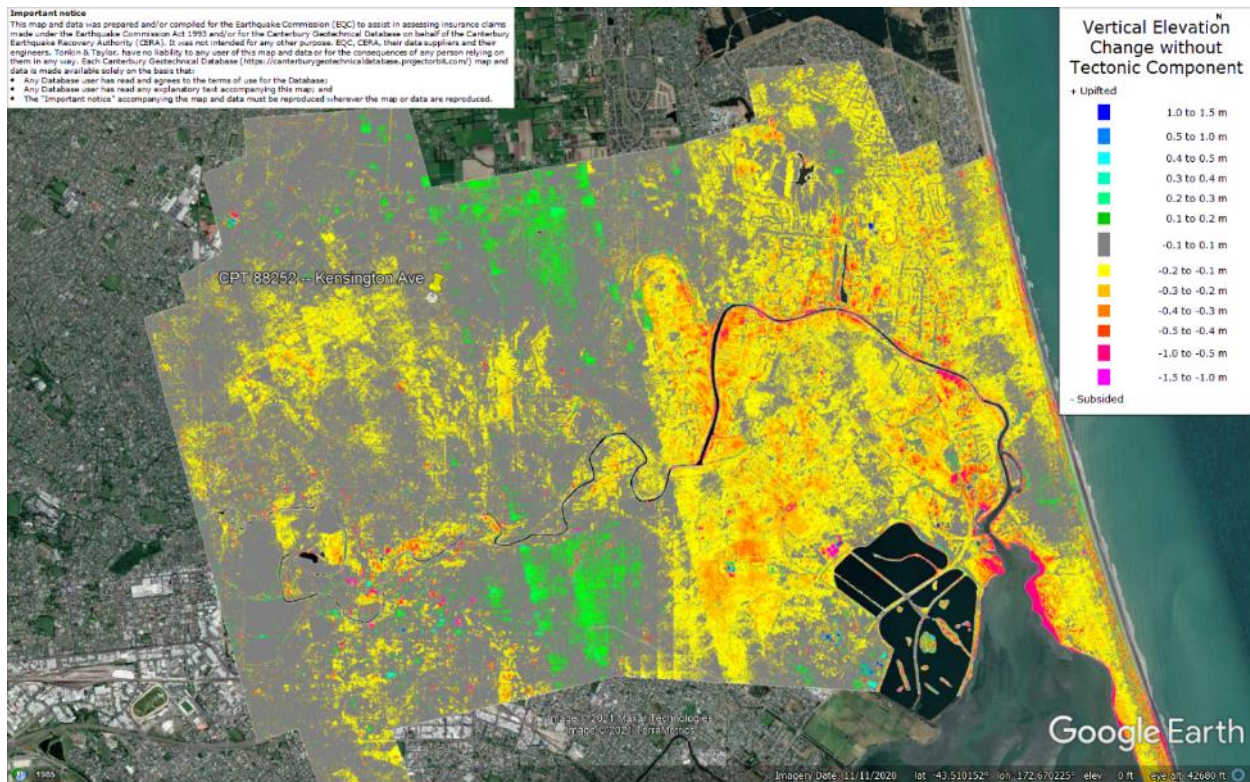 Important notice
This map and data was prepared and/or compiled for the Earthquake Commission (EQC) to assist in assessing insurance claims
made under the Earthquake Commission Act 1993 and/or for the Canterbury Geotechnical Database on behalf of the Canterbury
Earthquake Recovery Authority (CERA). It was not intended for any other purpose. EQC, CERA, their data suppliers and their
engineers, Tonkin & Taylor, have no liability to any user of this map and data or for the consequences of any person relying on
them in any way. Each Canterbury Geotechnical Database (https://canterburygeotechnicaldatabase.projectorbit.com/) map and
data is made available solely on the basis that:
• Any Database user has read and agrees to the terms of use for the Database;
• Any Database user has read any explanatory text accompanying this map; and
• The "Important notice" accompanying the map and data must be reproduced wherever the map or data are reproduced.
N
Vertical Elevation
Change without
Tectonic Component
+ Uplifted
1.0 to 1.5 m
0.5 to 1.0 m
0.4 to 0.5 m
0.3 to 0.4 m
0.2 to 0.3 m
0.1 to 0.2 m
-0.1 to 0.1 m
-0.2 to -0.1 m
-0.3 to -0.2 m
-0.4 to -0.3 m
-0.5 to -0.4 m
-1.0 to -0.5 m
-1.5 to -1.0 m
- Subsided
CPT 88252 -- Kensington Ave
Image © 2021 Maxar Technologies
Image © 2021 TerraMetrics
Google Earth
1985
Imagery Date: 11/11/2020 lat -43.510152° lon 172.670225° elev 0 ft eye alt 42680 ft